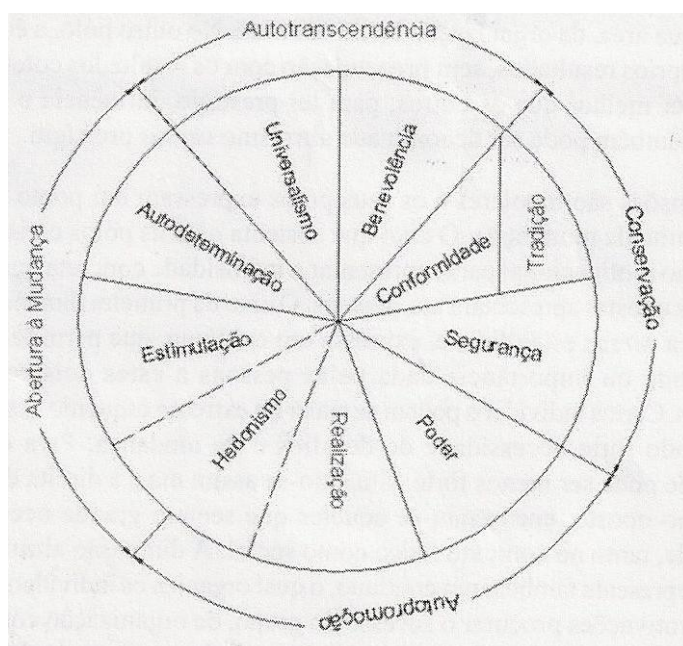 Autotranscendência
Universalismo
Benevolência
Autodeterminação
Conformidade
Tradição
Conservação
Abertura à Mudança
Estimulação
Segurança
Hedonismo
Realização
Poder
Autopromoção